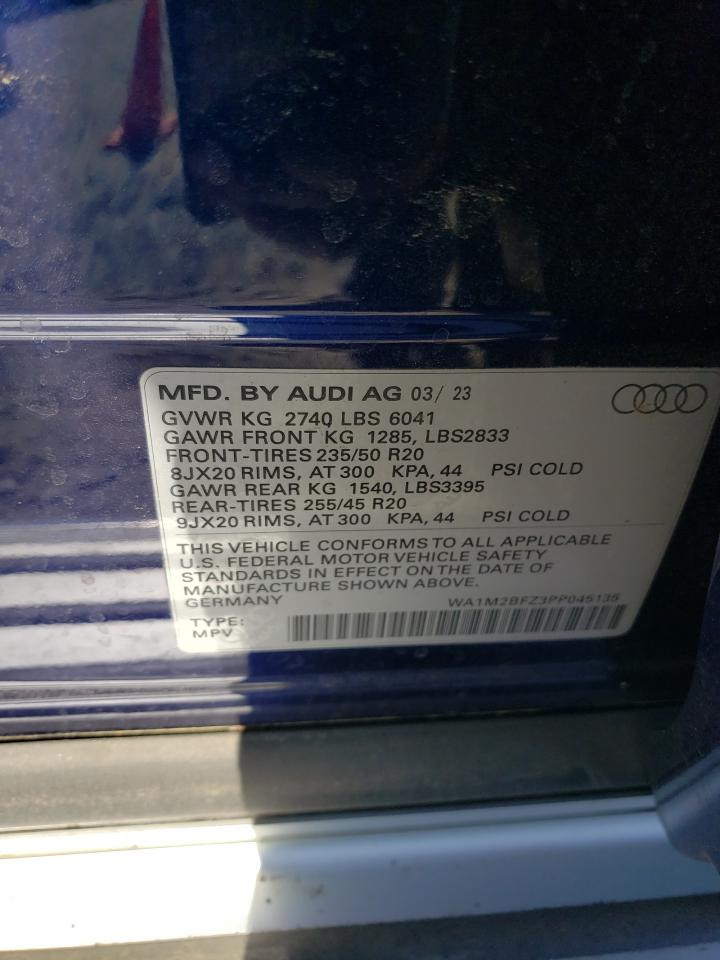 MFD. BY AUDI AG 03/ 23
GVWR KG 2740 LBS 6041
GAWR FRONT KG 1285, LBS2833
FRONT-TIRES 235/50 R20
8JX20 RIMS, AT 300 KPA, 44 PSI COLD
GAWR REAR KG 1540, LBS3395
REAR-TIRES 255/45 R20
9JX20 RIMS, AT 300 KPA, 44 PSI COLD
THIS VEHICLE CONFORMS TO ALL APPLICABLE
U.S. FEDERAL MOTOR VEHICLE SAFETY
STANDARDS IN EFFECT ON THE DATE OF
MANUFACTURE SHOWN ABOVE.
GERMANY WA1M2BFZ3PP045135
TYPE:
MPV